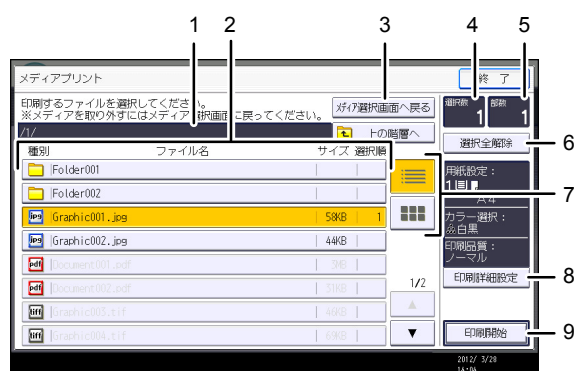 1 2 3 4 5
メディアプリント
終 了
印刷するファイルを選択してください。
※メディアを取り外すにはメディア選択画面に戻ってください。
ﾒﾃﾞｨｱ選択画面へ戻る
選択数 部数
1 1
/1/
上の階層へ
選択全解除
6
種別 ファイル名 サイズ 選択順
Folder001
用紙設定：
1
A4
7
Folder002
Graphic001.jpg 58KB 1
カラー選択：
白黒
Graphic002.jpg 44KB
印刷品質：
ノーマル
Document001.pdf 3MB
Document002.pdf 31KB
1/2
印刷詳細設定
8
Graphic003.tif 46KB
Graphic004.tif 69KB
▲
▼
印刷開始
9
2012/ 3/28
14:04